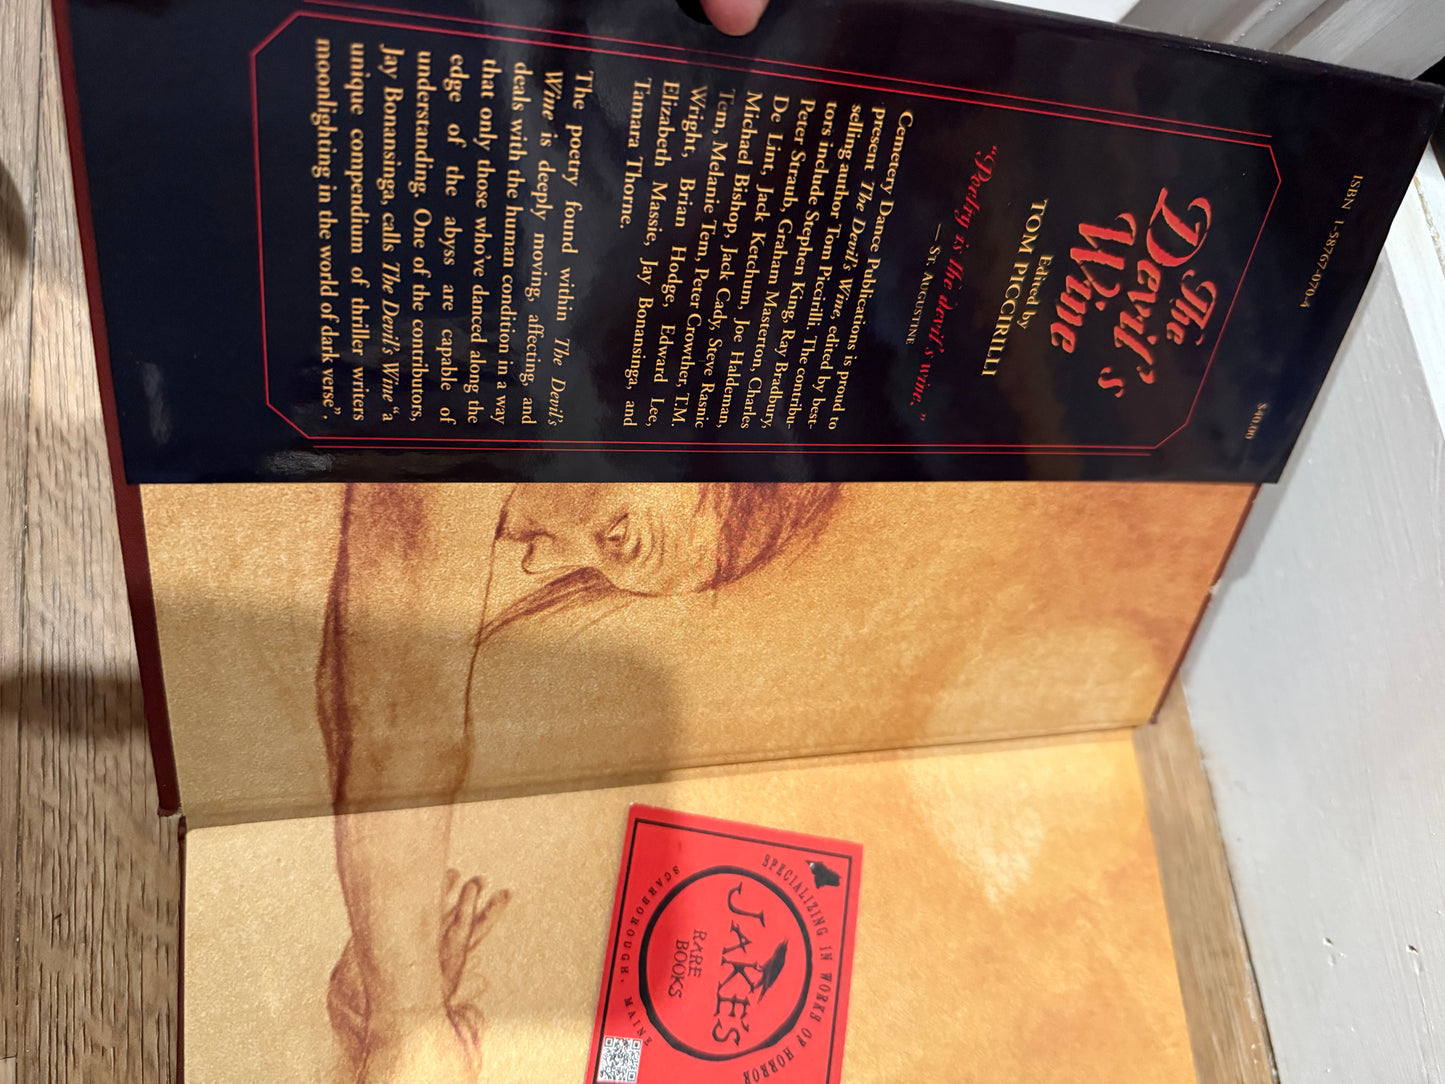 ISBN 1-58767-070-4
$40.00
The
Devil's
Wine
Edited by
TOM PICCIRILLI
"Poetry is the devil's wine."
— ST. AUGUSTINE
Cemetery Dance Publications is proud to
present The Devil's Wine, edited by best-
selling author Tom Piccirilli. The contribu-
tors include Stephen King, Ray Bradbury,
Peter Straub, Graham Masterton, Charles
De Lint, Jack Ketchum, Joe Haldeman,
Michael Bishop, Jack Cady, Steve Rasnic
Tem, Melanie Tem, Peter Crowther, T.M.
Wright, Brian Hodge, Edward Lee,
Elizabeth Massie, Jay Bonansinga, and
Tamara Thorne.
The poetry found within The Devil's
Wine is deeply moving, affecting, and
deals with the human condition in a way
that only those who've danced along the
edge of the abyss are capable of
understanding. One of the contributors,
Jay Bonansinga, calls The Devil's Wine "a
unique compendium of thriller writers
moonlighting in the world of dark verse".
SPECIALIZING IN WORKS OF HORROR
JAKE'S
RARE
BOOKS
SCARBOROUGH, MAINE